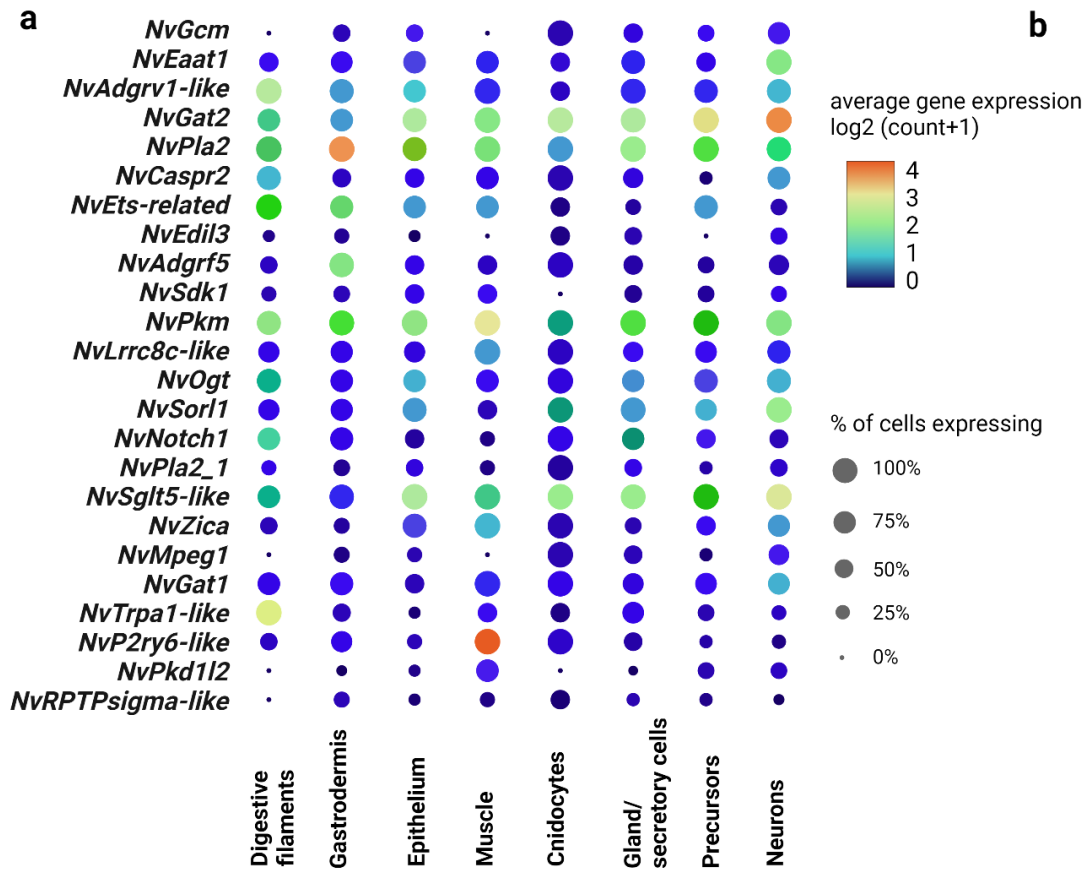 a
b
NvGcm
NvEaat1
NvAdgrv1-like
NvGat2
NvPla2
NvCaspr2
NvEts-related
NvEdil3
NvAdgrf5
NvSdk1
NvPkm
NvLrrc8c-like
NvOgt
NvSorl1
NvNotch1
NvPla2_1
NvSglt5-like
NvZica
NvMpeg1
NvGat1
NvTrpa1-like
NvP2ry6-like
NvPkd1l2
NvRPTPsigma-like
Digestive
filaments
Gastrodermis
Epithelium
Muscle
Cnidocytes
Gland/
secretory cells
Precursors
Neurons
average gene expression
log2 (count+1)
4
3
2
1
0
% of cells expressing
100%
75%
50%
25%
0%